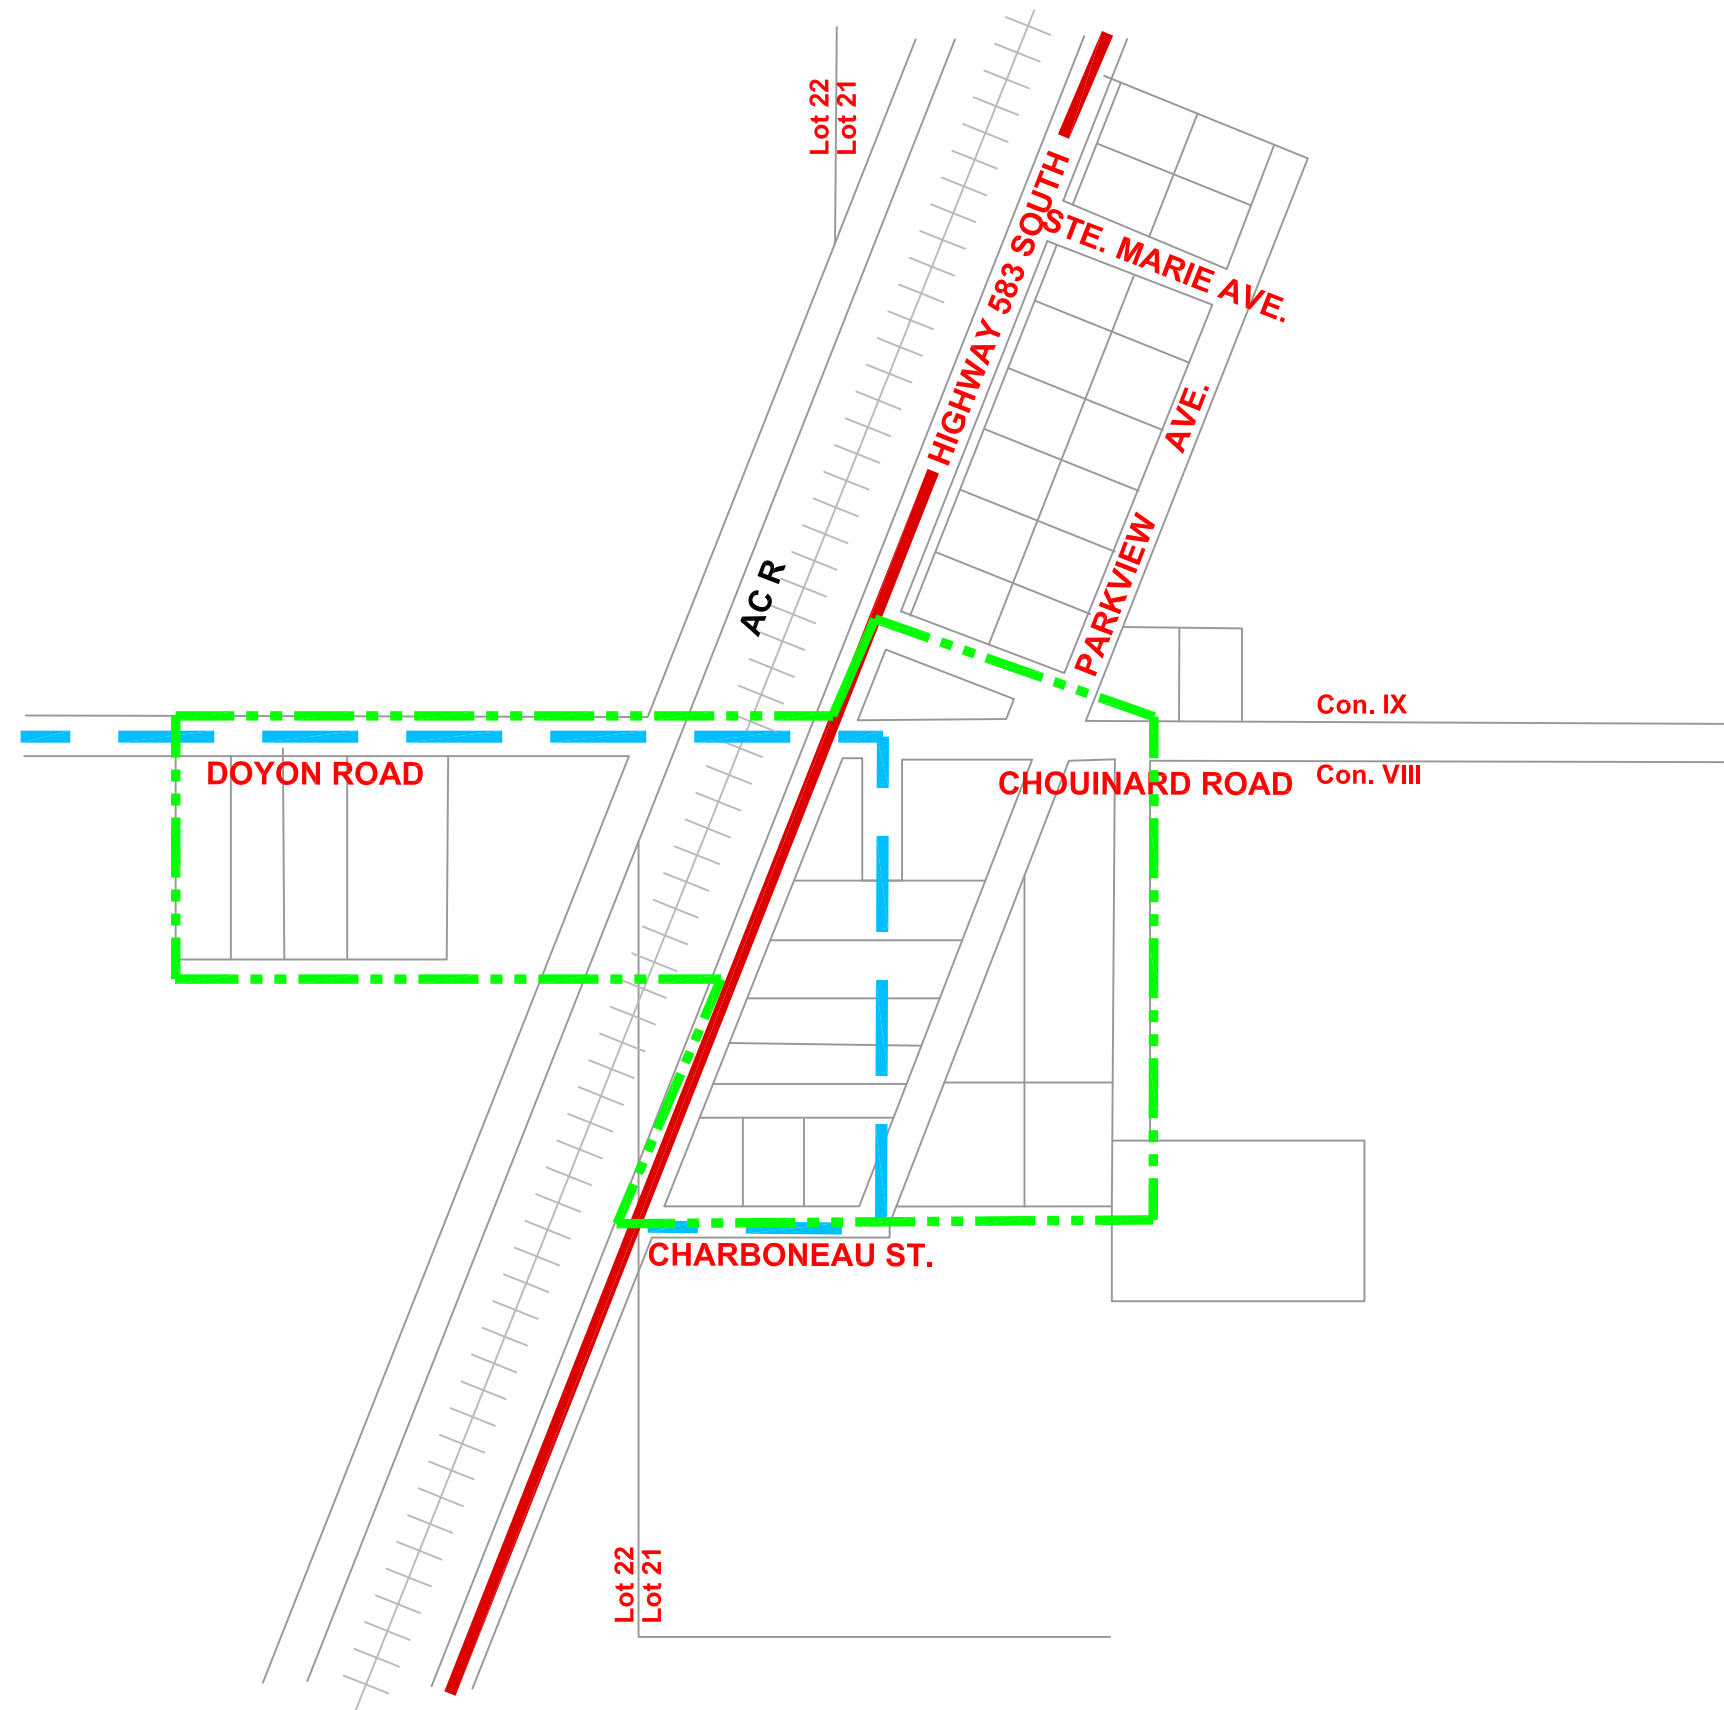 Lot 22
Lot 21
HIGHWAY 583 SOUTH
STE. MARIE AVE.
PARKVIEW AVE.
AC R
Con. IX
DOYON ROAD
CHOUINARD ROAD
Con. VIII
CHARBONEAU ST.
Lot 22
Lot 21